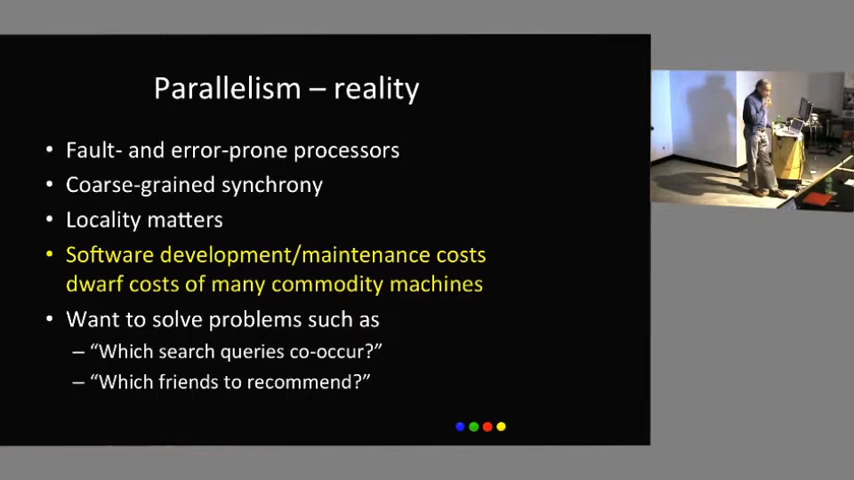 Parallelism – reality
• Fault- and error-prone processors
• Coarse-grained synchrony
• Locality matters
• Software development/maintenance costs
dwarf costs of many commodity machines
• Want to solve problems such as
– “Which search queries co-occur?”
– “Which friends to recommend?”